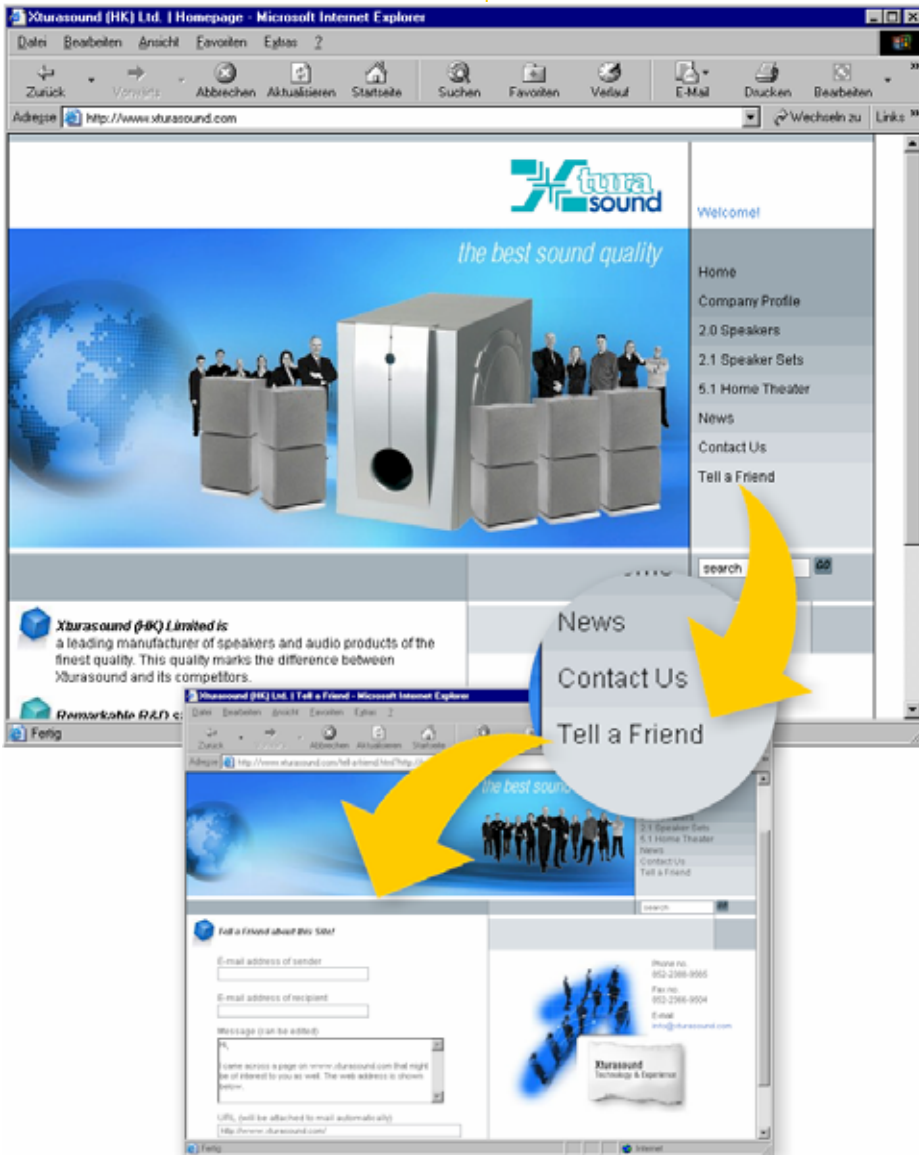 Xturasound (HK) Ltd. | Homepage - Microsoft Internet Explorer
Datei Bearbeiten Ansicht Favoriten Extras ?
Zurück Vorwärts Abbrechen Aktualisieren Startseite Suchen Favoriten Verlauf E-Mail Drucken Bearbeiten
Adresse http://www.xturasound.com Wechseln zu Links
Xtura
sound
Welcome!
the best sound quality
Home
Company Profile
2.0 Speakers
2.1 Speaker Sets
5.1 Home Theater
News
Contact Us
Tell a Friend
search GO
Xturasound (HK) Limited is
a leading manufacturer of speakers and audio products of the
finest quality. This quality marks the difference between
Xturasound and its competitors.
Remarkable R&D
Fertig
News
Contact Us
Tell a Friend
Xturasound (HK) Ltd. | Tell a Friend - Microsoft Internet Explorer
Datei Bearbeiten Ansicht Favoriten Extras ?
Zurück Abbrechen Aktualisieren Startseite
Adresse http://www.xturasound.com/tell-a-friend.html?http:/
the best sound
2.1 Speaker Sets
5.1 Home Theater
News
Contact Us
Tell a Friend
search
Tell a Friend about this Site!
E-mail address of sender
E-mail address of recipient
Message (can be edited)
Hi,
I came across a page on www.xturasound.com that might
be of interest to you as well. The web address is shown
below.
URL (will be attached to mail automatically)
http://www.xturasound.com/
Phone no.
Fax no.
E-mail
info@xturasound.com
Xturasound
Technology & Experience
Fertig
Internet